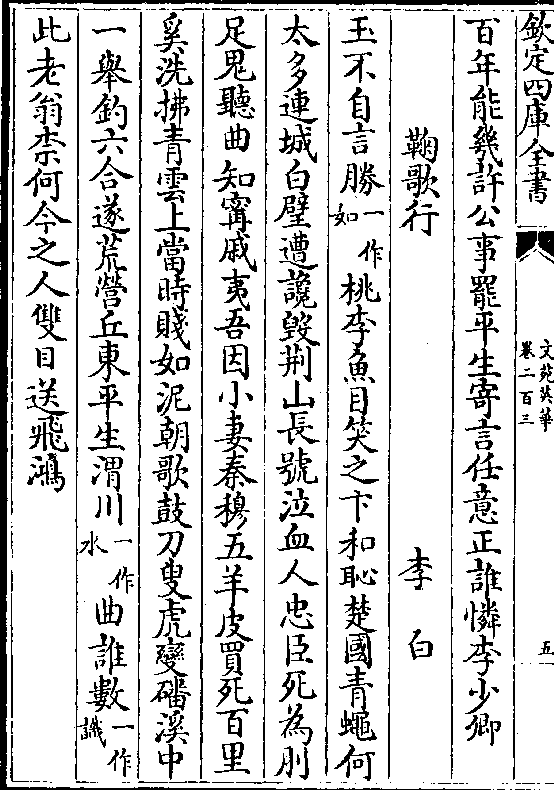 欽定四庫全書
文苑英華
卷二百三
五
百年能幾許公事罷平生寄言任意正誰憐李少卿
鞠歌行 李白
玉不自言勝一作如桃李魚目笑之卞和恥楚國青蠅何
太多連城白璧遭讒毀荆山長號泣血人忠臣死為刖
足鬼聽曲知甯戚夷吾因小妻秦穆五羊皮買死百里
奚洗拂青雲上當時賤如泥朝歌鼓刀叟虎變磻溪中
一舉釣六合遂荒營丘東平生渭川一作水曲誰數一作識
此老翁柰何今之人雙目送飛鴻